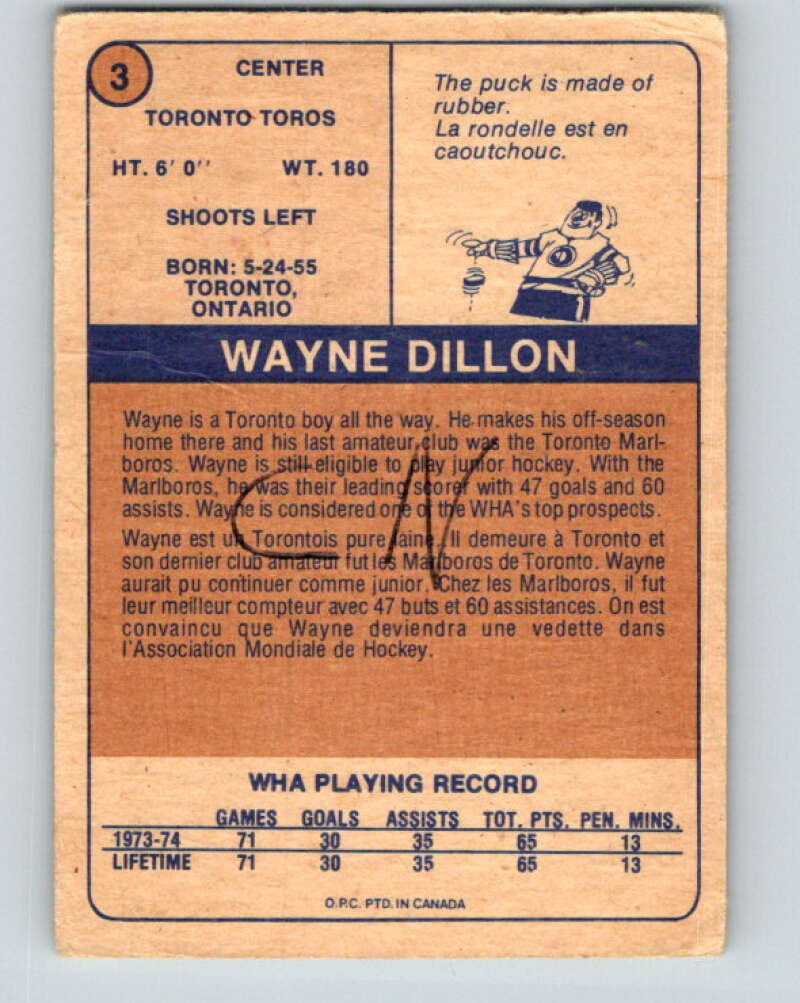 3
CENTER
TORONTO TOROS
HT. 6' 0'' WT. 180
SHOOTS LEFT
BORN: 5-24-55
TORONTO,
ONTARIO
The puck is made of
rubber.
La rondelle est en
caoutchouc.
WAYNE DILLON
Wayne is a Toronto boy all the way. He makes his off-season
home there and his last amateur club was the Toronto Marl-
boros. Wayne is still eligible to play junior hockey. With the
Marlboros, he was their leading scorer with 47 goals and 60
assists. Wayne is considered one of the WHA's top prospects.
Wayne est un Torontois pure laine. Il demeure à Toronto et
son dernier club amateur fut les Marlboros de Toronto. Wayne
aurait pu continuer comme junior. Chez les Marlboros, il fut
leur meilleur compteur avec 47 buts et 60 assistances. On est
convaincu que Wayne deviendra une vedette dans
l'Association Mondiale de Hockey.
CN
WHA PLAYING RECORD
GAMES GOALS ASSISTS TOT. PTS. PEN. MINS.
1973-74 71 30 35 65 13
LIFETIME 71 30 35 65 13
O.P.C. PTD. IN CANADA